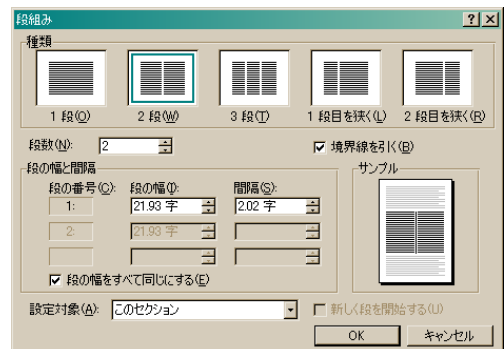 段組み
種類
1 段(O) 2 段(W) 3 段(T) 1 段目を狭く(L) 2 段目を狭く(R)
段数(N): 2 境界線を引く(B)
段の幅と間隔 サンプル
段の番号(C): 段の幅(I): 間隔(S):
1: 21.93 字 2.02 字
2: 21.93 字
段の幅をすべて同じにする(E)
設定対象(A): このセクション 新しく段を開始する(U)
OK キャンセル